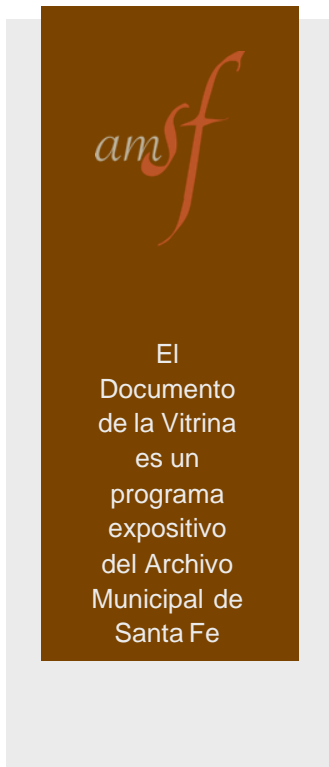 amsf
El
Documento
de la Vitrina
es un
programa
expositivo
del Archivo
Municipal de
Santa Fe